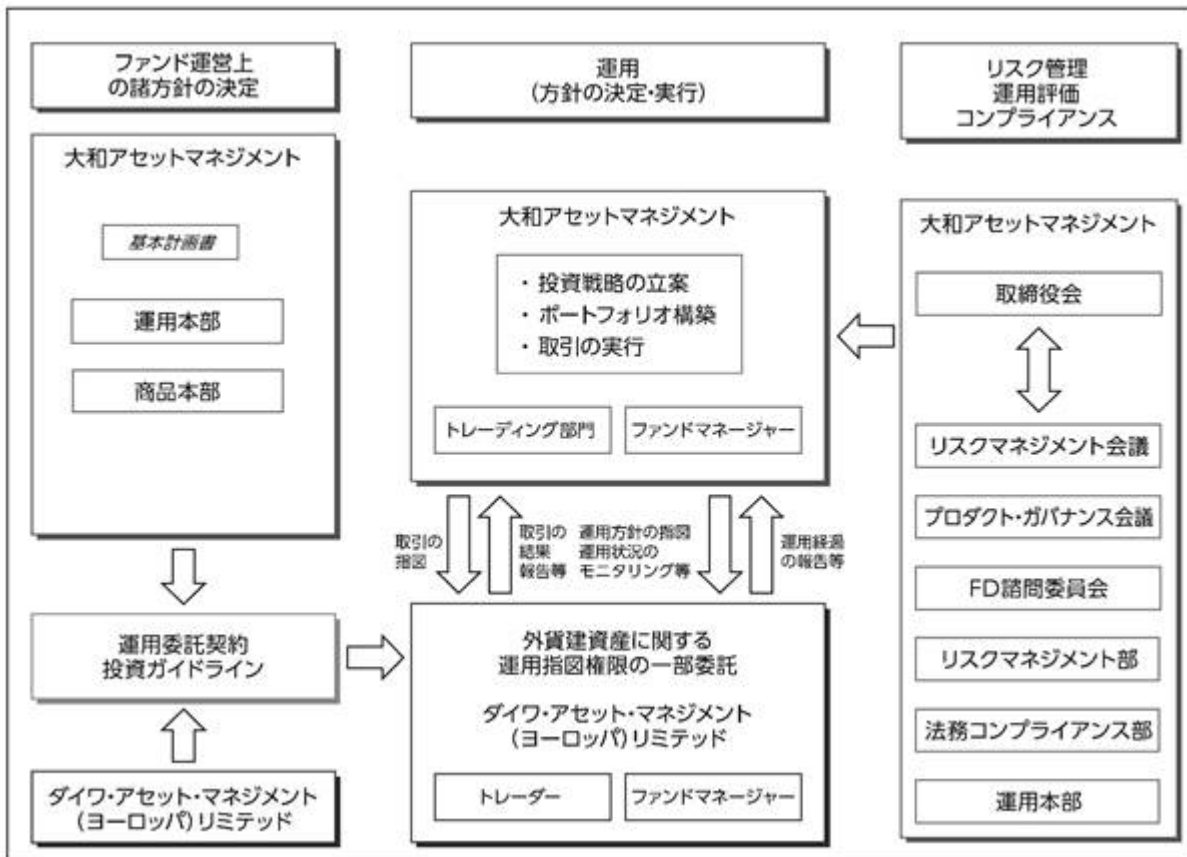 ファンド運営上
の諸方針の決定
大和アセットマネジメント
基本計画書
運用本部
商品本部
運用委託契約
投資ガイドライン
ダイワ・アセット・マネジメント
(ヨーロッパ)リミテッド
運用
(方針の決定・実行)
大和アセットマネジメント
・ 投資戦略の立案
・ ポートフォリオ構築
・ 取引の実行
トレーディング部門
ファンドマネージャー
取引の
指図
取引の
結果
報告等
運用方針の指図
運用状況の
モニタリング等
運用経過
の報告等
外貨建資産に関する
運用指図権限の一部委託
ダイワ・アセット・マネジメント
(ヨーロッパ)リミテッド
トレーダー
ファンドマネージャー
リスク管理
運用評価
コンプライアンス
大和アセットマネジメント
取締役会
リスクマネジメント会議
プロダクト・ガバナンス会議
FD諮問委員会
リスクマネジメント部
法務コンプライアンス部
運用本部